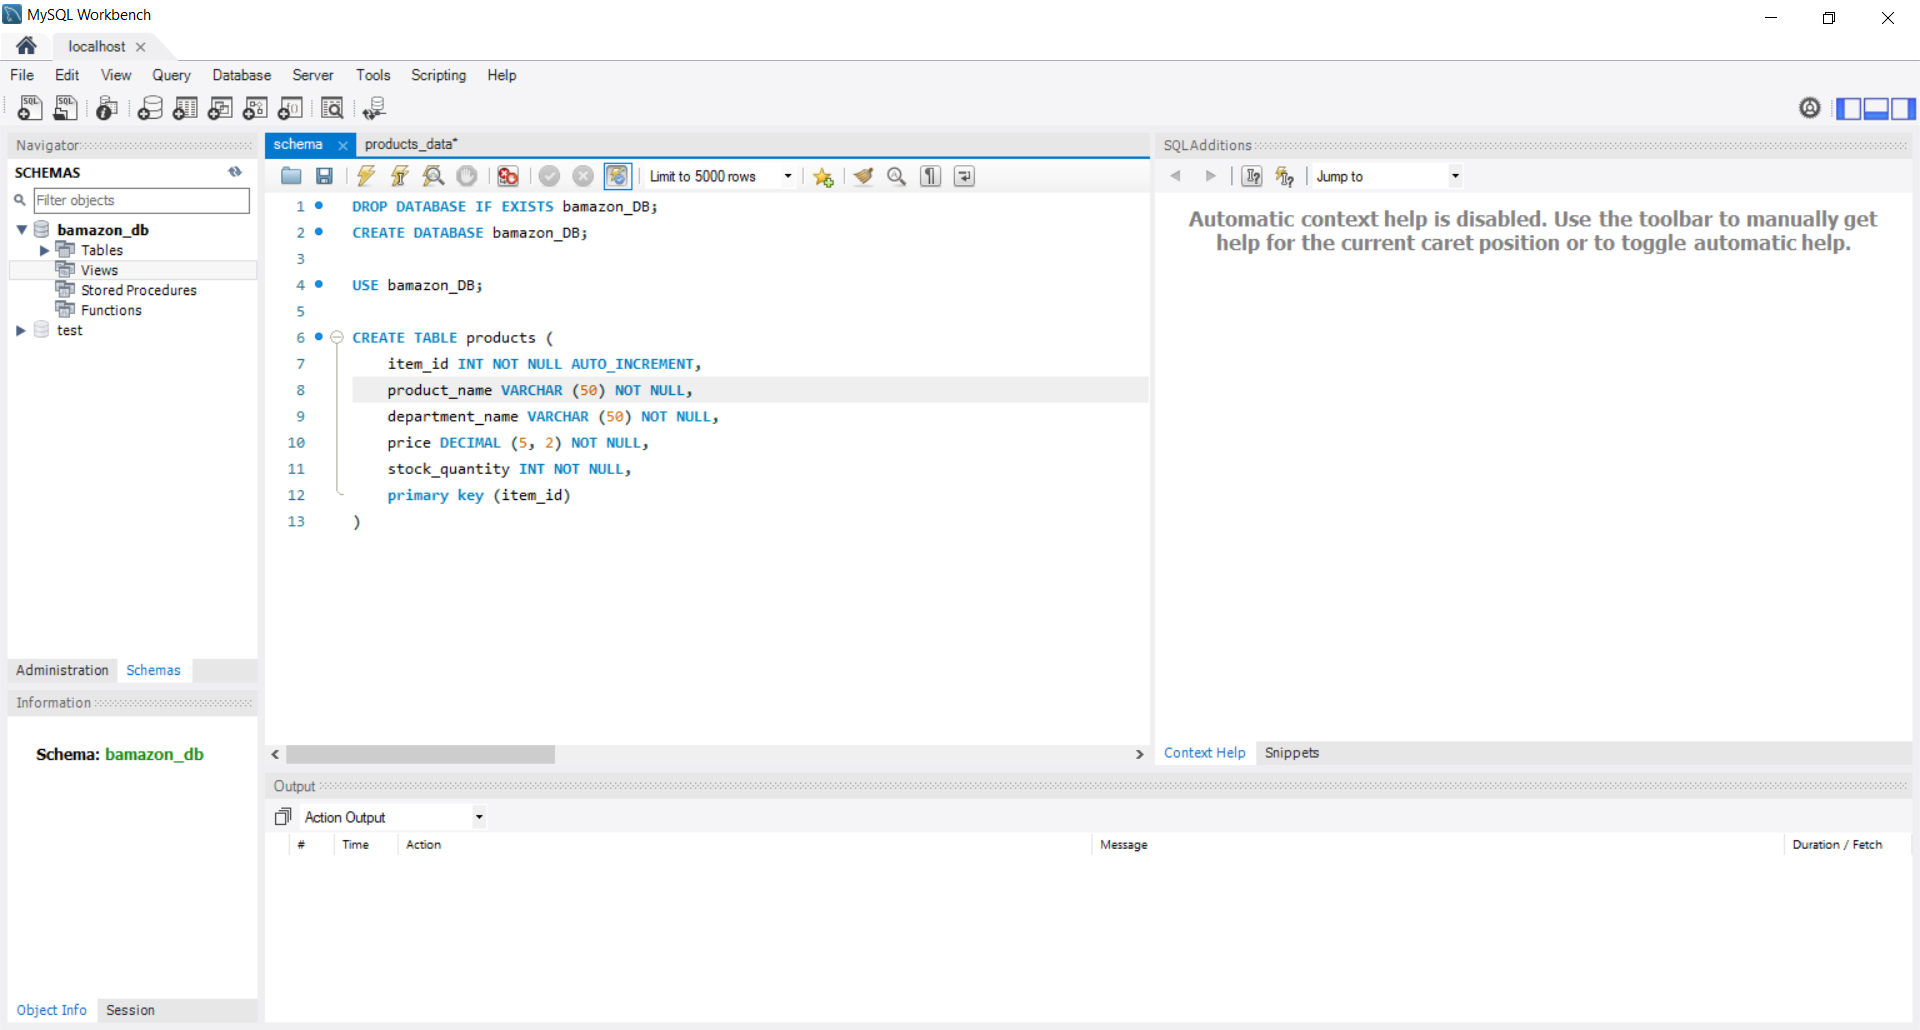 MySQL Workbench
localhost
File Edit View Query Database Server Tools Scripting Help
Navigator
SCHEMAS
Filter objects
bamazon_db
Tables
Views
Stored Procedures
Functions
test
Administration Schemas
Information
Schema: bamazon_db
Object Info Session
schema products_data*
Limit to 5000 rows
1 DROP DATABASE IF EXISTS bamazon_DB;
2 CREATE DATABASE bamazon_DB;
3
4 USE bamazon_DB;
5
6 CREATE TABLE products (
7 item_id INT NOT NULL AUTO_INCREMENT,
8 product_name VARCHAR (50) NOT NULL,
9 department_name VARCHAR (50) NOT NULL,
10 price DECIMAL (5, 2) NOT NULL,
11 stock_quantity INT NOT NULL,
12 primary key (item_id)
13 )
SQLAdditions
Jump to
Automatic context help is disabled. Use the toolbar to manually get
help for the current caret position or to toggle automatic help.
Context Help Snippets
Output
Action Output
# Time Action Message Duration / Fetch